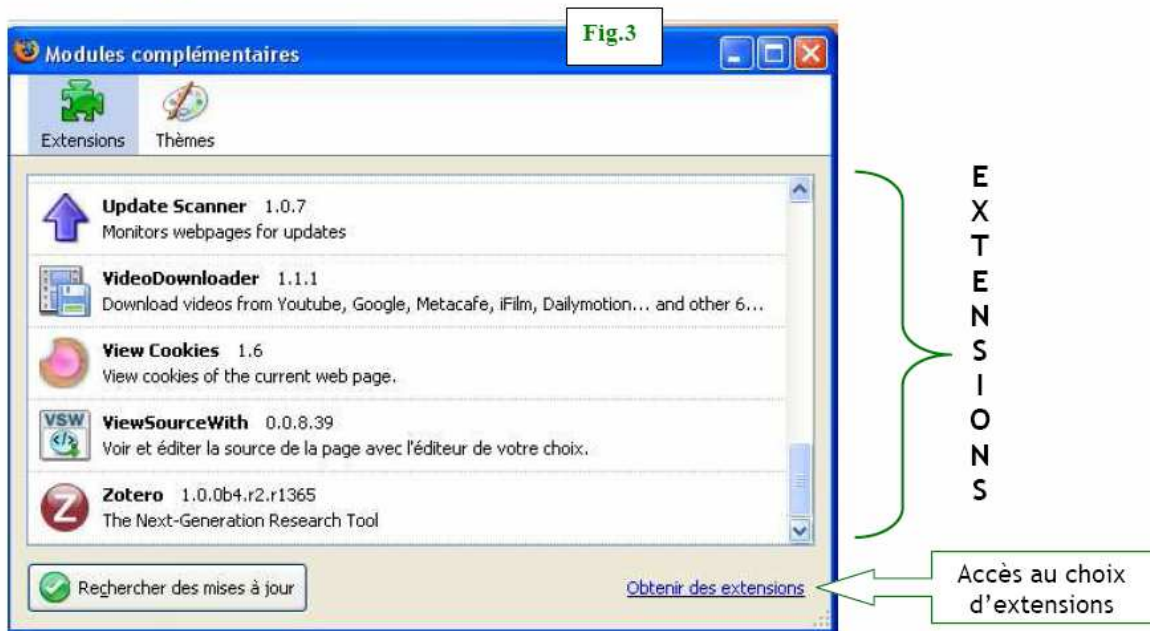 Fig.3
Modules complémentaires
Extensions Thèmes
Update Scanner 1.0.7
Monitors webpages for updates
VideoDownloader 1.1.1
Download videos from Youtube, Google, Metacafe, iFilm, Dailymotion... and other 6...
View Cookies 1.6
View cookies of the current web page.
VSW
ViewSourceWith 0.0.8.39
Voir et éditer la source de la page avec l'éditeur de votre choix.
Z
Zotero 1.0.0b4.r2.r1365
The Next-Generation Research Tool
Rechercher des mises à jour
Obtenir des extensions
EXTENSIONS
Accès au choix
d'extensions